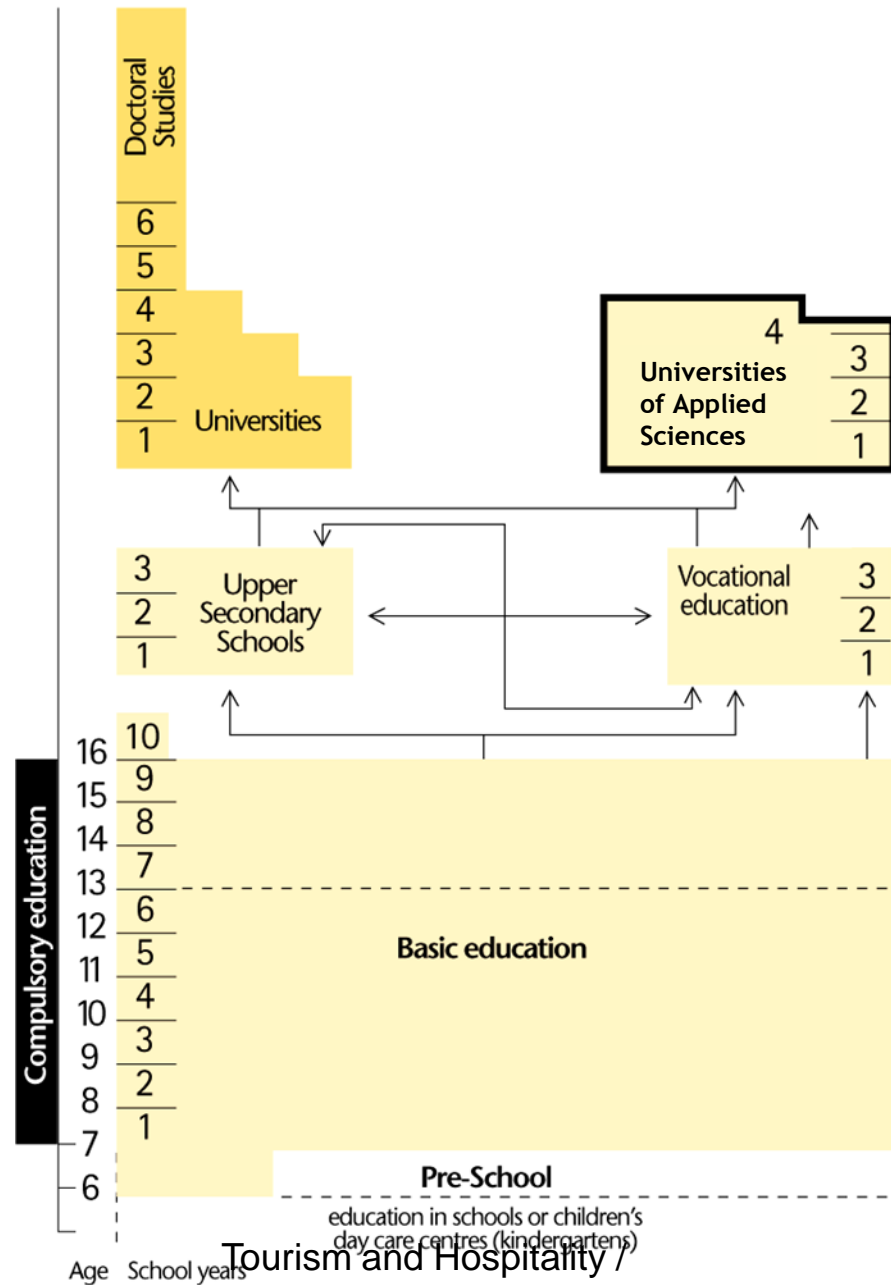 Doctoral
Studies
6
5
4
3
2
1
Universities
4
Universities
of Applied
Sciences
3
2
1
3
2
1
Upper
Secondary
Schools
Vocational
education
3
2
1
Compulsory education
16
15
14
13
12
11
10
9
8
7
6
10
9
8
7
6
5
4
3
2
1
Basic education
Pre-School
education in schools or children's
day care centres (kindergartens)
Tourism and Hospitality /
Age School years